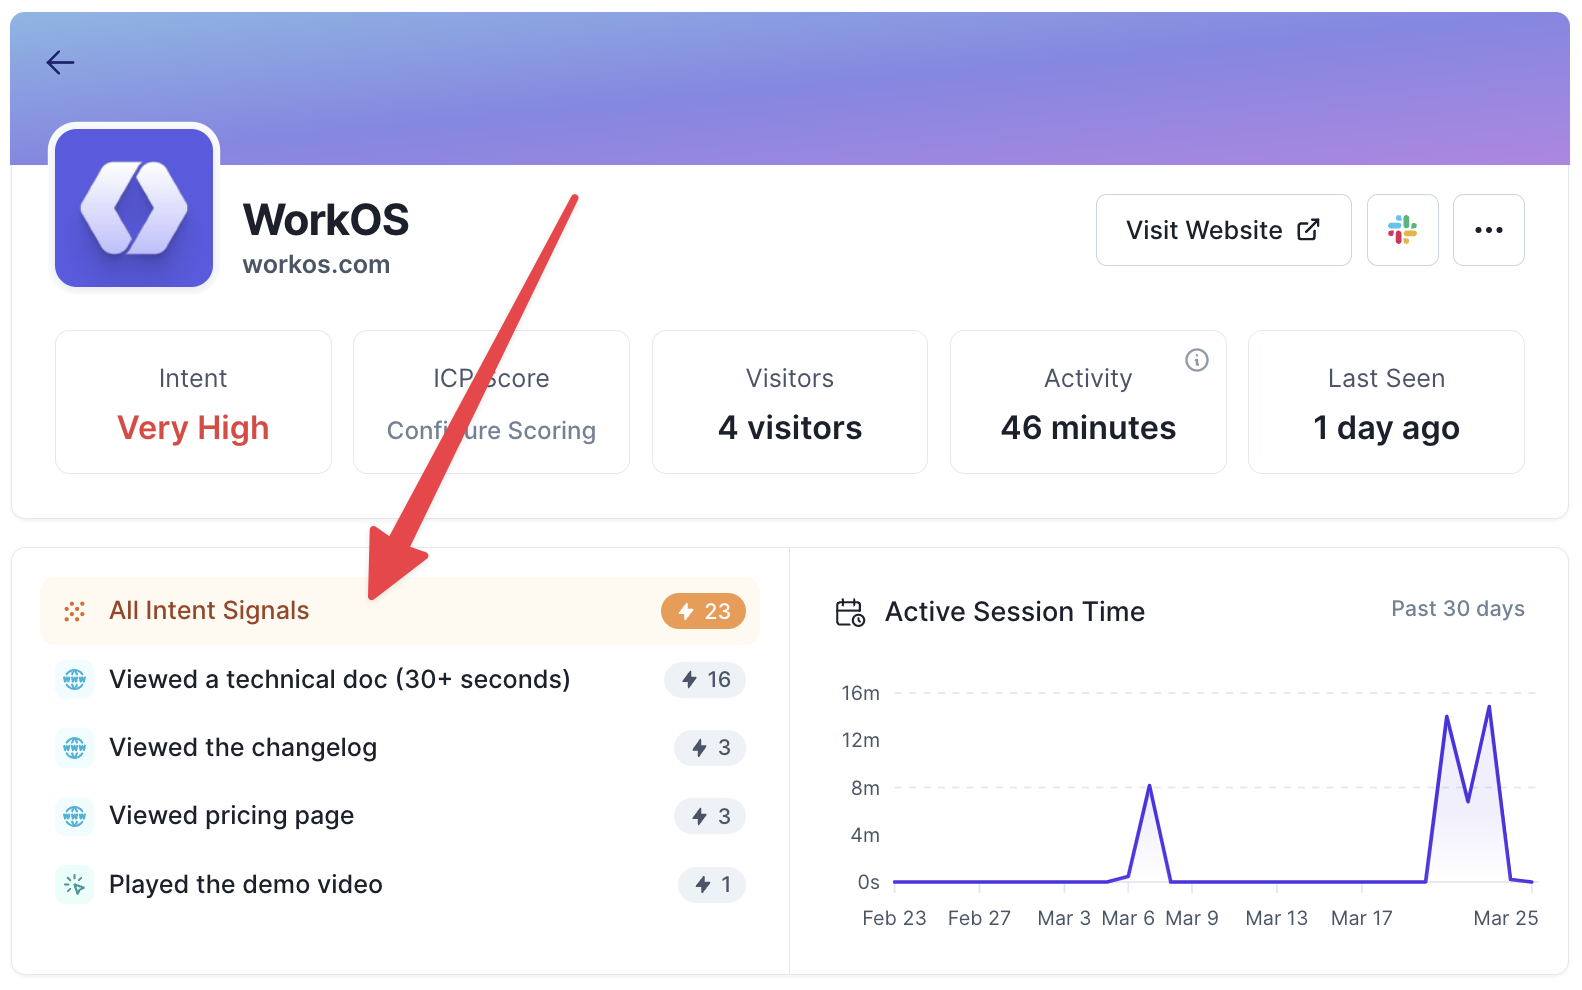 WorkOS
workos.com
Visit Website
Intent
Very High
ICP Score
Configure Scoring
Visitors
4 visitors
Activity
46 minutes
Last Seen
1 day ago
All Intent Signals 23
Viewed a technical doc (30+ seconds) 16
Viewed the changelog 3
Viewed pricing page 3
Played the demo video 1
Active Session Time Past 30 days
16m
12m
8m
4m
0s
Feb 23 Feb 27 Mar 3 Mar 6 Mar 9 Mar 13 Mar 17 Mar 25